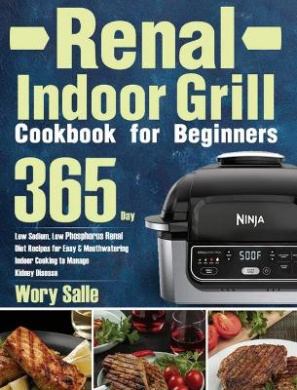 Renal
Indoor Grill
Cookbook for Beginners
365
Day
Low Sodium, Low Phosphorus Renal
Diet Recipes for Easy & Mouthwatering
Indoor Cooking to Manage
Kidney Disease
Wory Salle
NINJA
500F